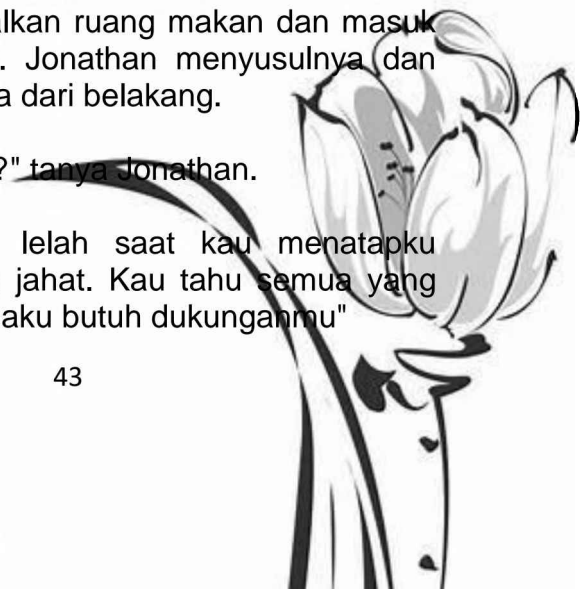 alkan ruang makan dan masuk
. Jonathan menyusulnya dan
a dari belakang.
?" tanya Jonathan.
lelah saat kau menatapku
jahat. Kau tahu semua yang
aku butuh dukunganmu"
43